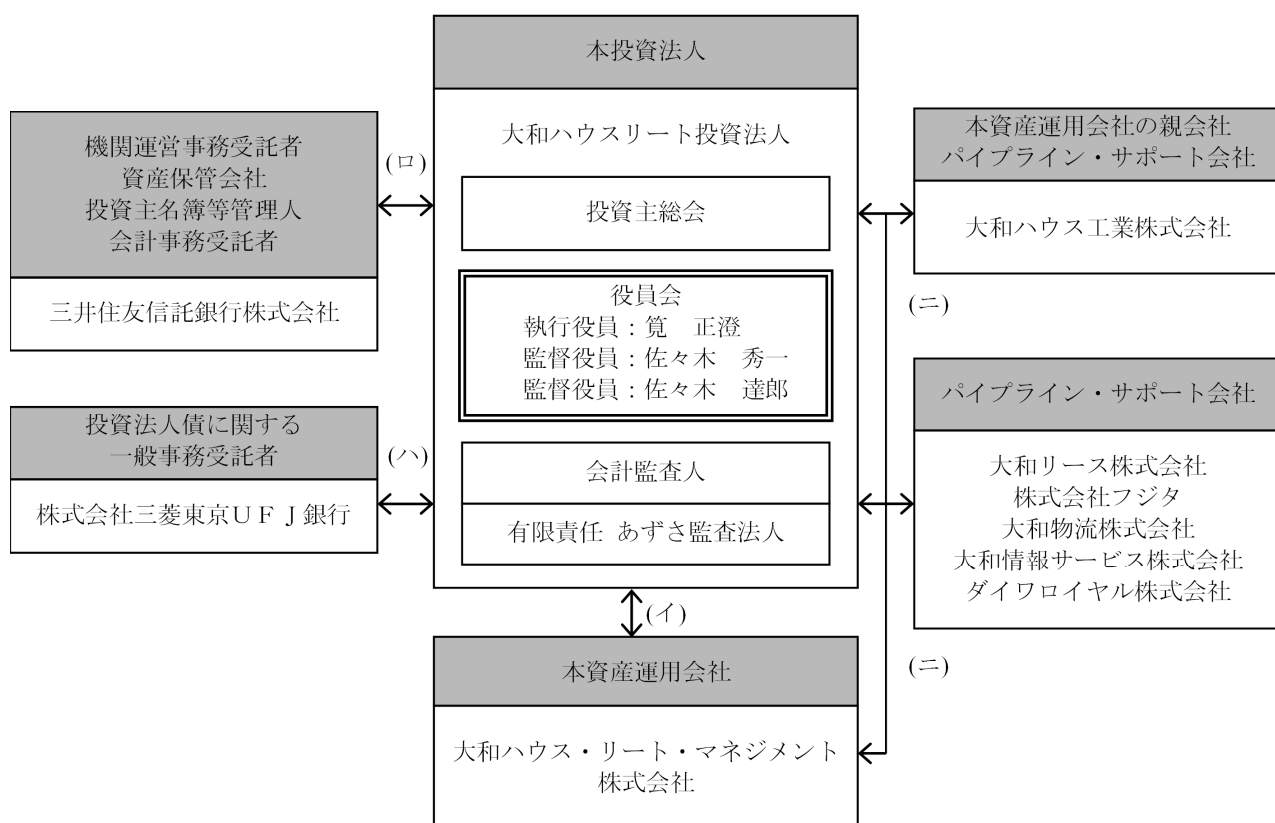 本投資法人
大和ハウスリート投資法人
投資主総会
役員会
執行役員：筧　正澄
監督役員：佐々木　秀一
監督役員：佐々木　達郎
会計監査人
有限責任 あずさ監査法人
機関運営事務受託者
資産保管会社
投資主名簿等管理人
会計事務受託者
三井住友信託銀行株式会社
(ロ)
投資法人債に関する
一般事務受託者
株式会社三菱東京ＵＦＪ銀行
(ハ)
本資産運用会社の親会社
パイプライン・サポート会社
大和ハウス工業株式会社
(ニ)
パイプライン・サポート会社
大和リース株式会社
株式会社フジタ
大和物流株式会社
大和情報サービス株式会社
ダイワロイヤル株式会社
(ニ)
(イ)
本資産運用会社
大和ハウス・リート・マネジメント
株式会社